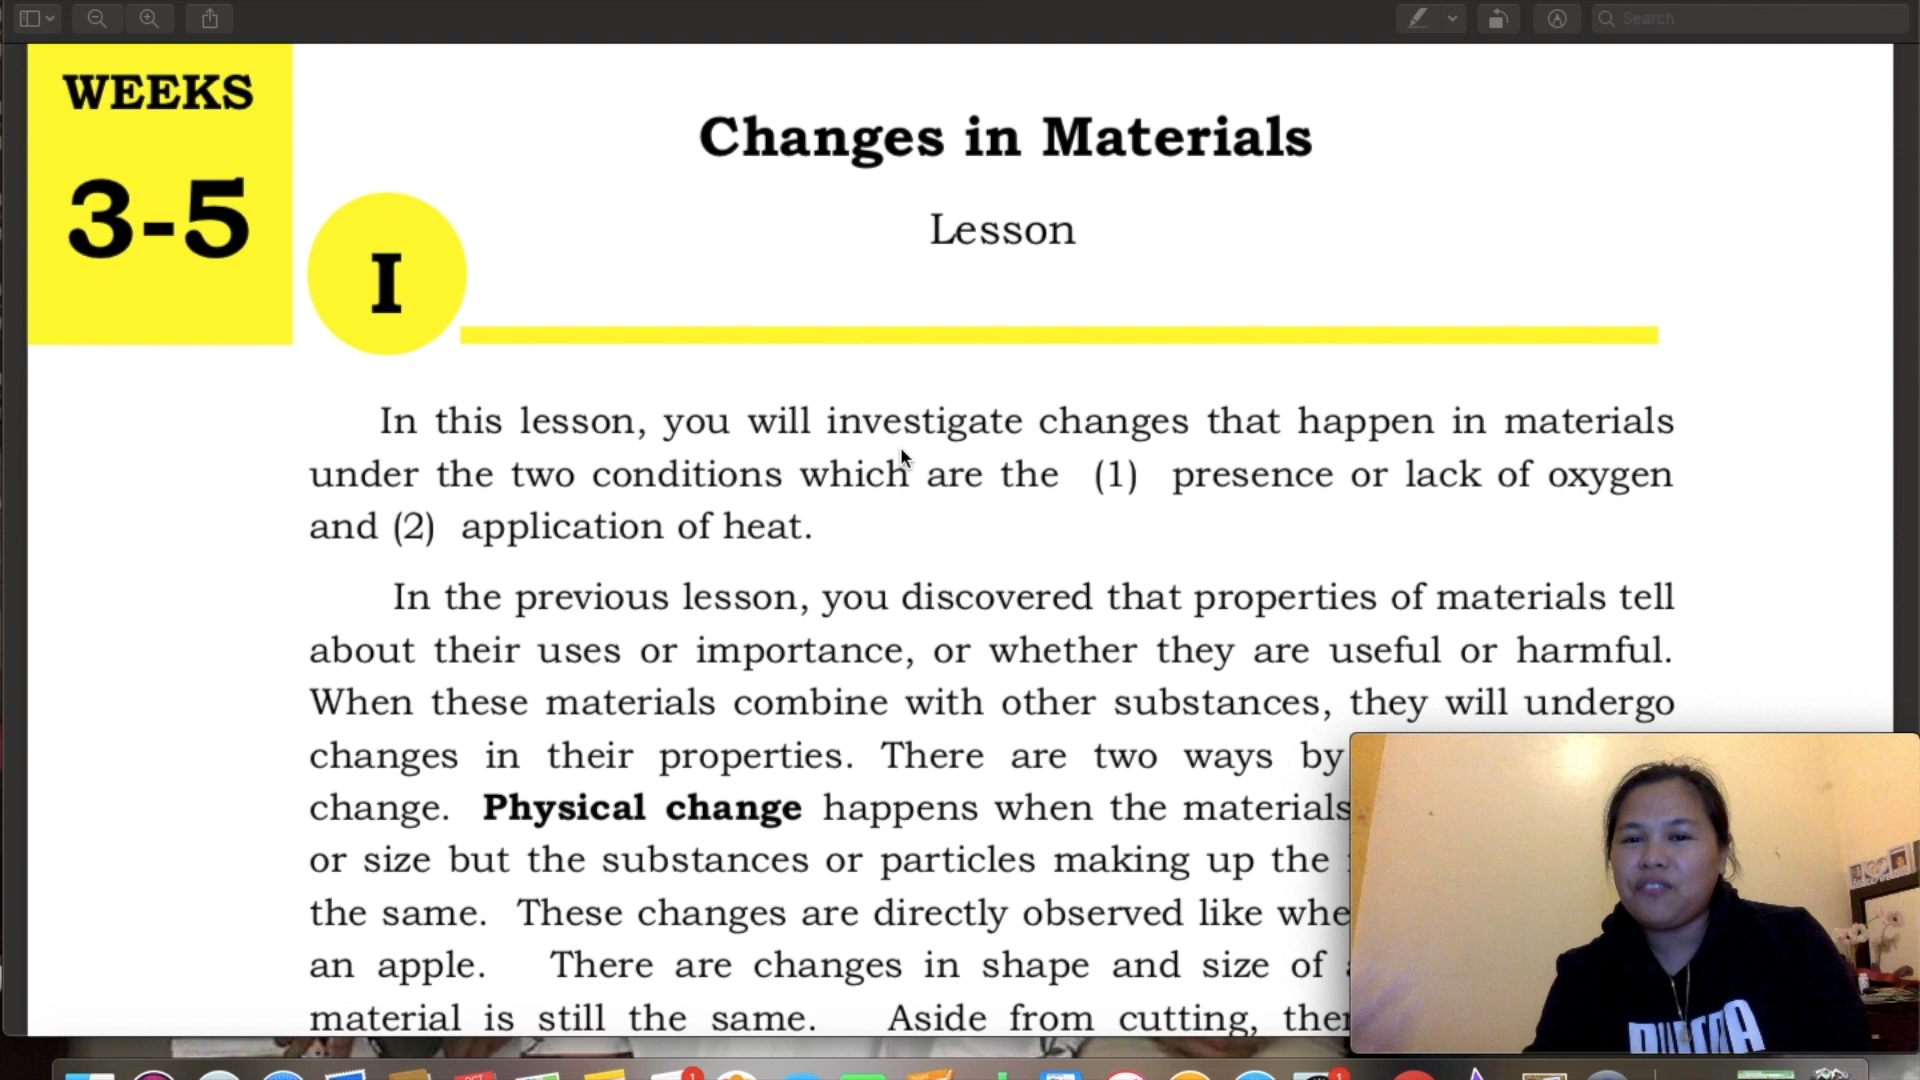 Search
WEEKS
3-5
Changes in Materials
Lesson
I
In this lesson, you will investigate changes that happen in materials
under the two conditions which are the (1) presence or lack of oxygen
and (2) application of heat.
In the previous lesson, you discovered that properties of materials tell
about their uses or importance, or whether they are useful or harmful.
When these materials combine with other substances, they will undergo
changes in their properties. There are two ways by
change. Physical change happens when the materials
or size but the substances or particles making up the
the same. These changes are directly observed like whe
an apple. There are changes in shape and size of
material is still the same. Aside from cutting, ther